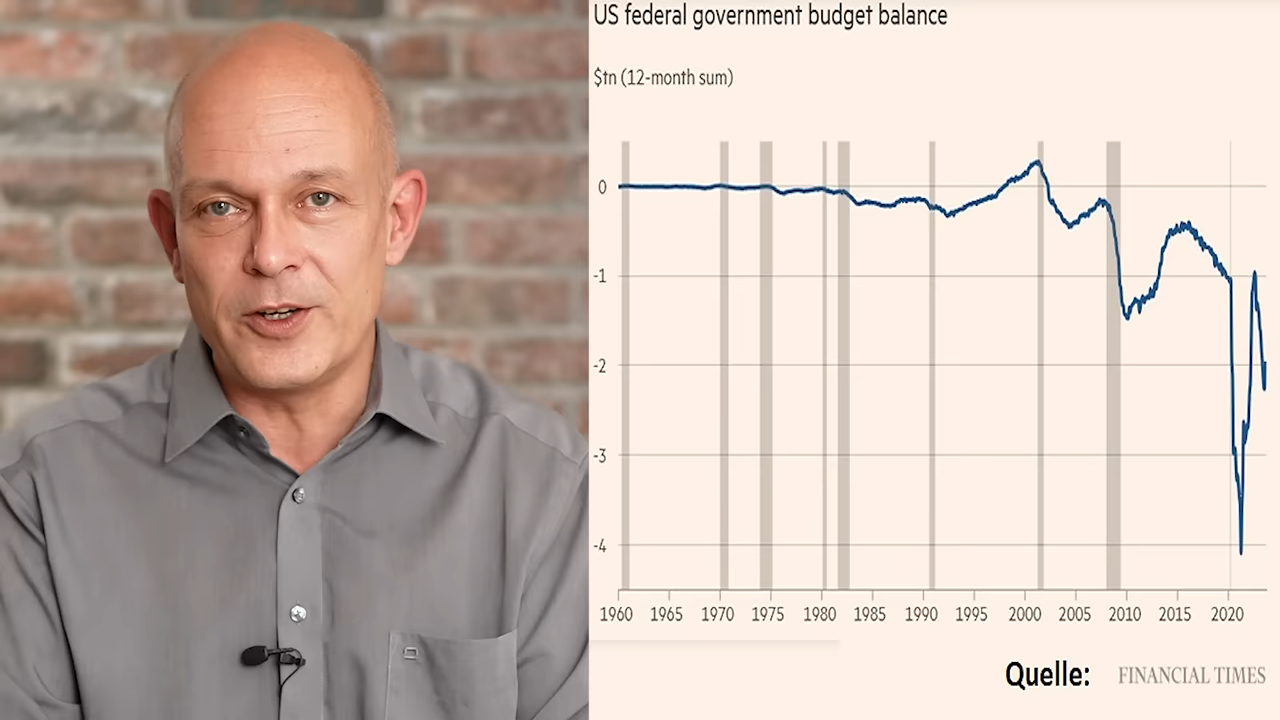 US federal government budget balance
$tn (12-month sum)
0
-1
-2
-3
-4
1960 1965 1970 1975 1980 1985 1990 1995 2000 2005 2010 2015 2020
Quelle: FINANCIAL TIMES